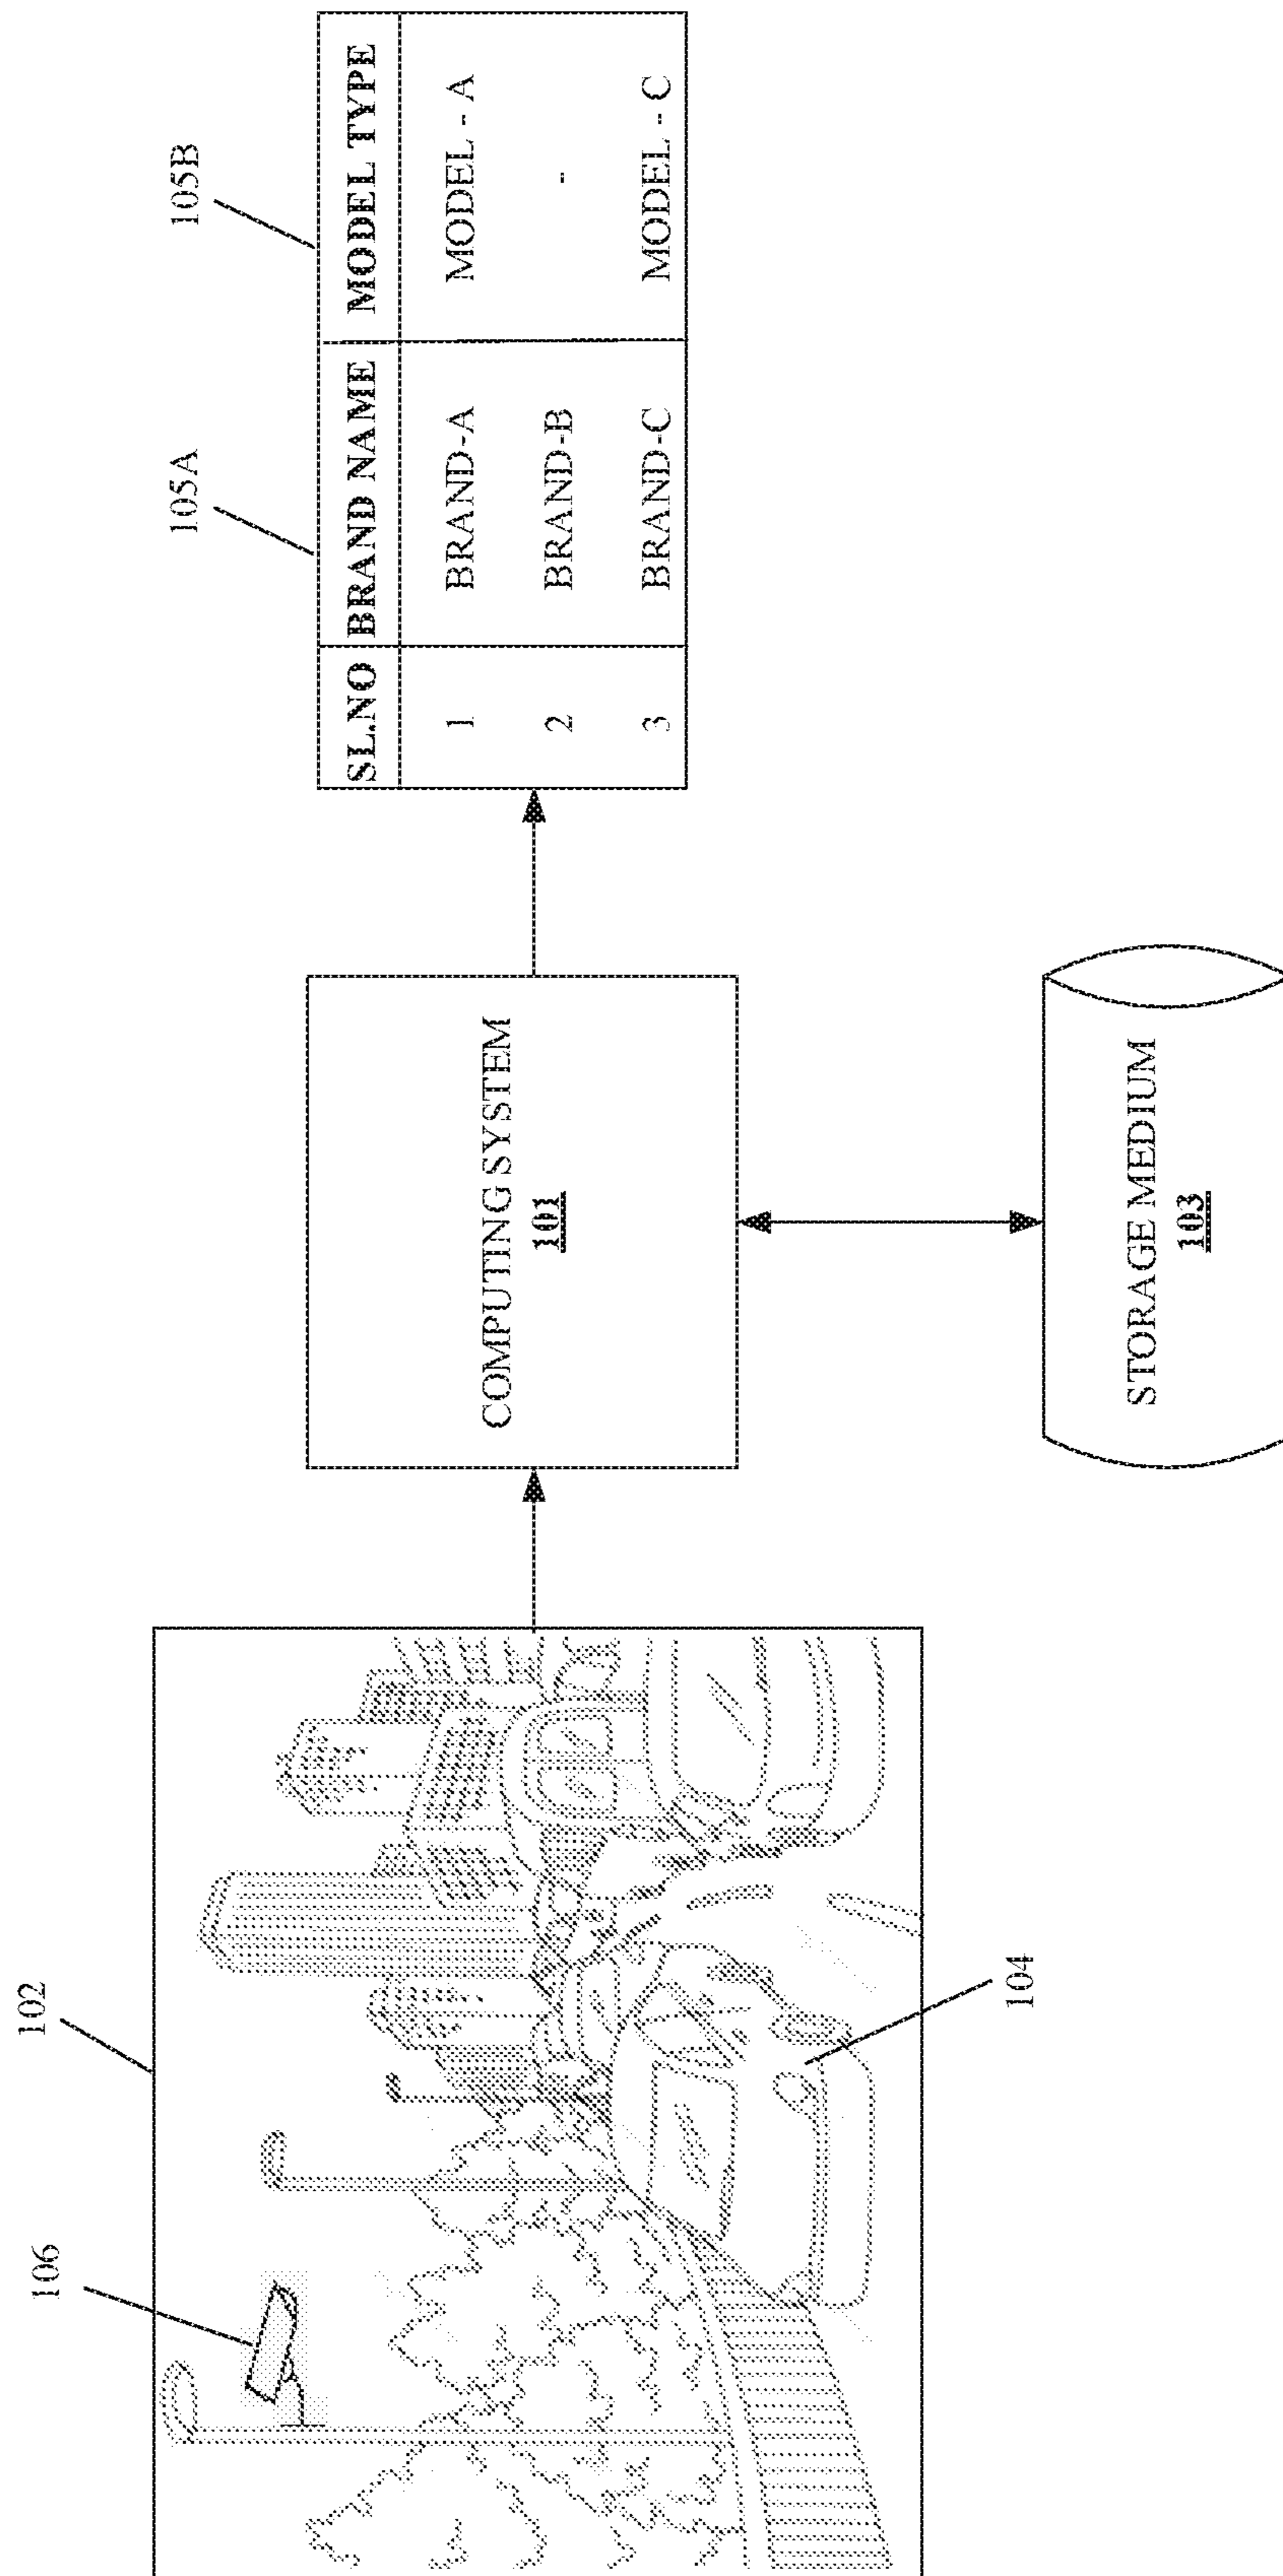 102
106
104
COMPUTING SYSTEM
101
STORAGE MEDIUM
103
105A
105B
SL.NO BRAND NAME MODEL TYPE
1 BRAND-A MODEL - A
2 BRAND-B -
3 BRAND-C MODEL - C